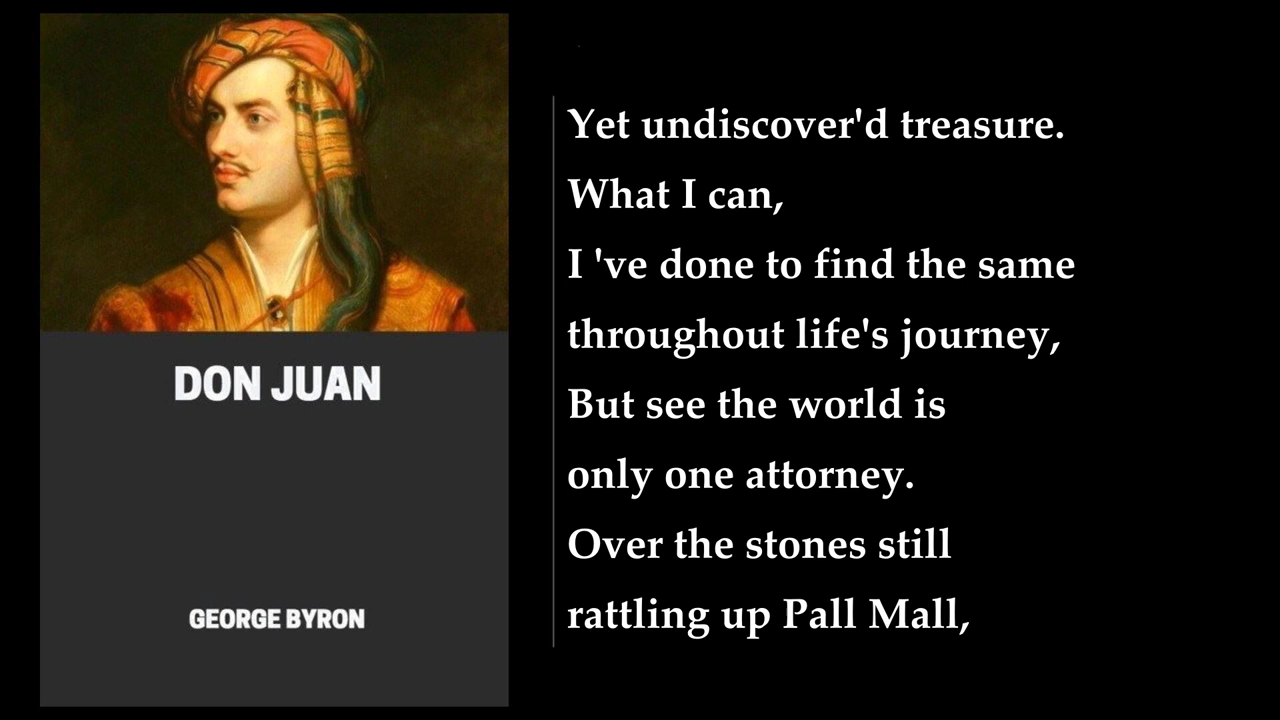 DON JUAN
GEORGE BYRON
Yet undiscover'd treasure.
What I can,
I 've done to find the same
throughout life's journey,
But see the world is
only one attorney.
Over the stones still
rattling up Pall Mall,